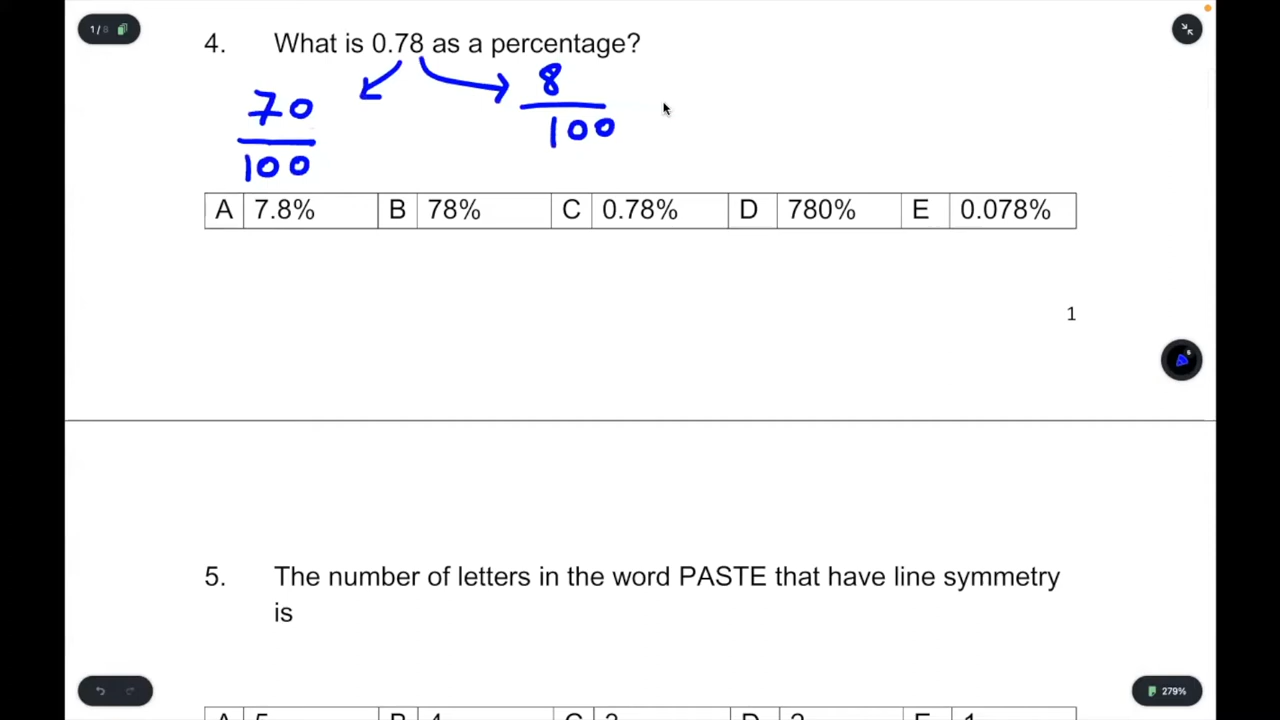 1/8
4. What is 0.78 as a percentage?
70
100
8
100
A 7.8% B 78% C 0.78% D 780% E 0.078%
1
5. The number of letters in the word PASTE that have line symmetry
is
279%